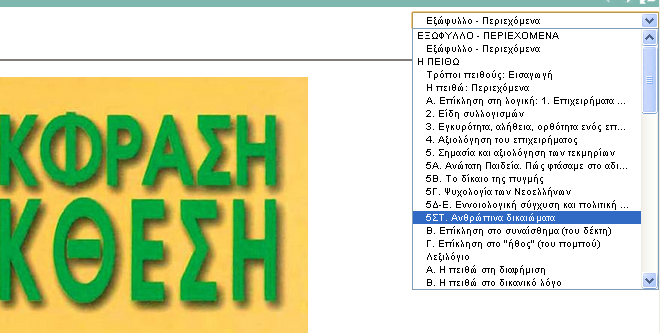 Εξώφυλλο - Περιεχόμενα
ΕΞΩΦΥΛΛΟ - ΠΕΡΙΕΧΟΜΕΝΑ
Εξώφυλλο - Περιεχόμενα
Η ΠΕΙΘΩ
Τρόποι πειθούς: Εισαγωγή
Η πειθώ: Περιεχόμενα
Α. Επίκληση στη λογική: 1. Επιχειρήματα ...
2. Είδη συλλογισμών
3. Εγκυρότητα, αλήθεια, ορθότητα ενός επ...
4. Αξιολόγηση του επιχειρήματος
5. Σημασία και αξιολόγηση των τεκμηρίων
5Α. Ανώτατη Παιδεία. Πώς φτάσαμε στο αδι...
5Β. Το δίκαιο της πυγμής
5Γ. Ψυχολογία των Νεοελλήνων
5Δ-Ε. Εννοιολογική σύγχυση και πολιτική ...
5ΣΤ. Ανθρώπινα δικαιώματα
Β. Επίκληση στο συναίσθημα (του δέκτη)
Γ. Επίκληση στο "ήθος" (του πομπού)
Λεξιλόγιο
Α. Η πειθώ στη διαφήμιση
Β. Η πειθώ στο δικανικό λόγο
ΚΦΡΑΣΗ
ΚΘΕΣΗ